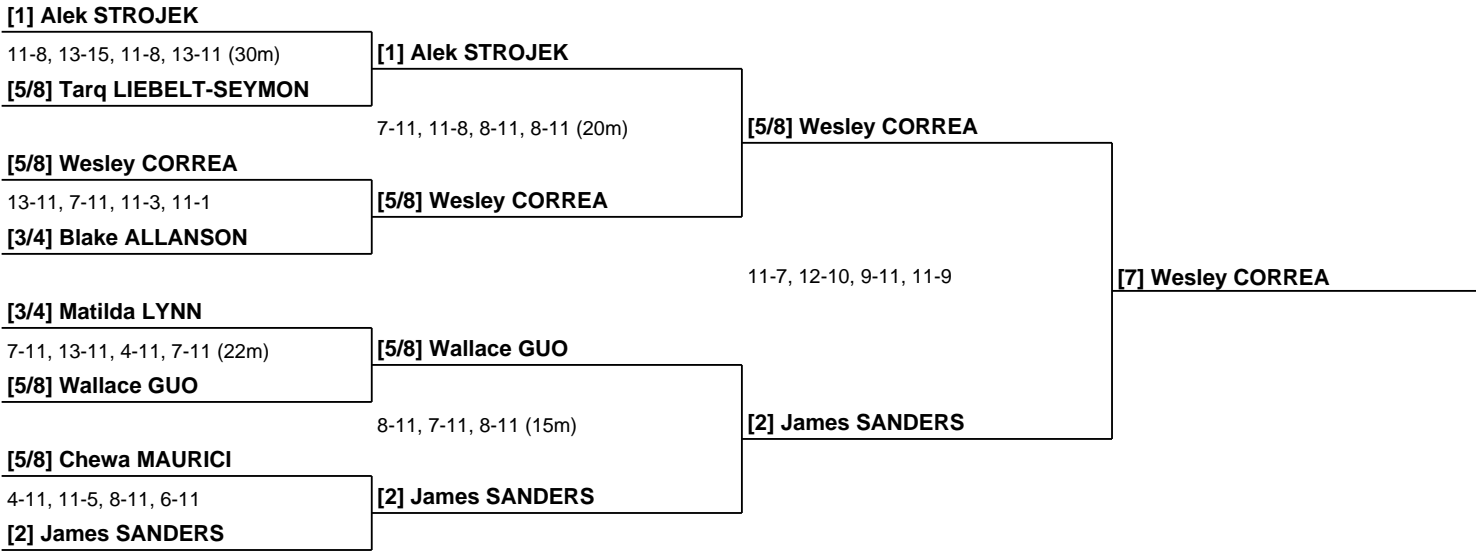 [1] Alek STROJEK
11-8, 13-15, 11-8, 13-11 (30m)
[1] Alek STROJEK
[5/8] Tarq LIEBELT-SEYMON
7-11, 11-8, 8-11, 8-11 (20m)
[5/8] Wesley CORREA
[5/8] Wesley CORREA
13-11, 7-11, 11-3, 11-1
[5/8] Wesley CORREA
[3/4] Blake ALLANSON
11-7, 12-10, 9-11, 11-9
[7] Wesley CORREA
[3/4] Matilda LYNN
7-11, 13-11, 4-11, 7-11 (22m)
[5/8] Wallace GUO
[5/8] Wallace GUO
8-11, 7-11, 8-11 (15m)
[2] James SANDERS
[5/8] Chewa MAURICI
4-11, 11-5, 8-11, 6-11
[2] James SANDERS
[2] James SANDERS